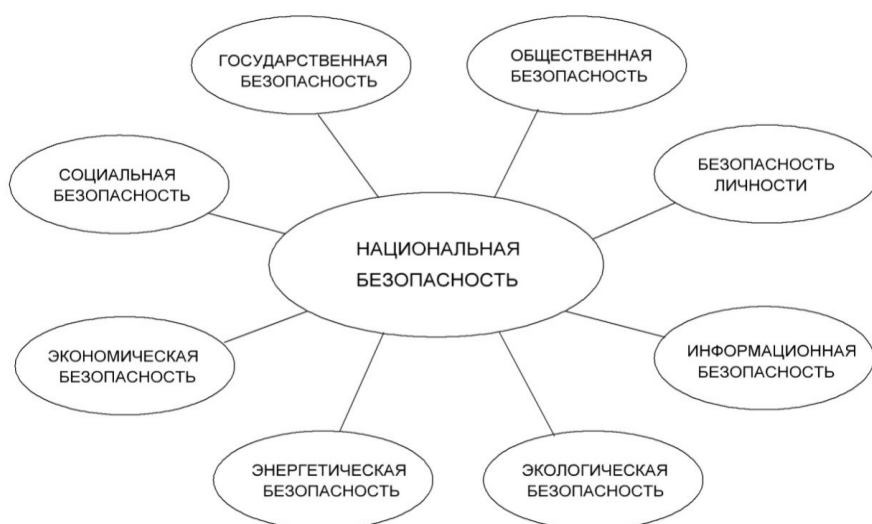 ГОСУДАРСТВЕННАЯ
БЕЗОПАСНОСТЬ
ОБЩЕСТВЕННАЯ
БЕЗОПАСНОСТЬ
СОЦИАЛЬНАЯ
БЕЗОПАСНОСТЬ
БЕЗОПАСНОСТЬ
ЛИЧНОСТИ
НАЦИОНАЛЬНАЯ
БЕЗОПАСНОСТЬ
ЭКОНОМИЧЕСКАЯ
БЕЗОПАСНОСТЬ
ИНФОРМАЦИОННАЯ
БЕЗОПАСНОСТЬ
ЭНЕРГЕТИЧЕСКАЯ
БЕЗОПАСНОСТЬ
ЭКОЛОГИЧЕСКАЯ
БЕЗОПАСНОСТЬ